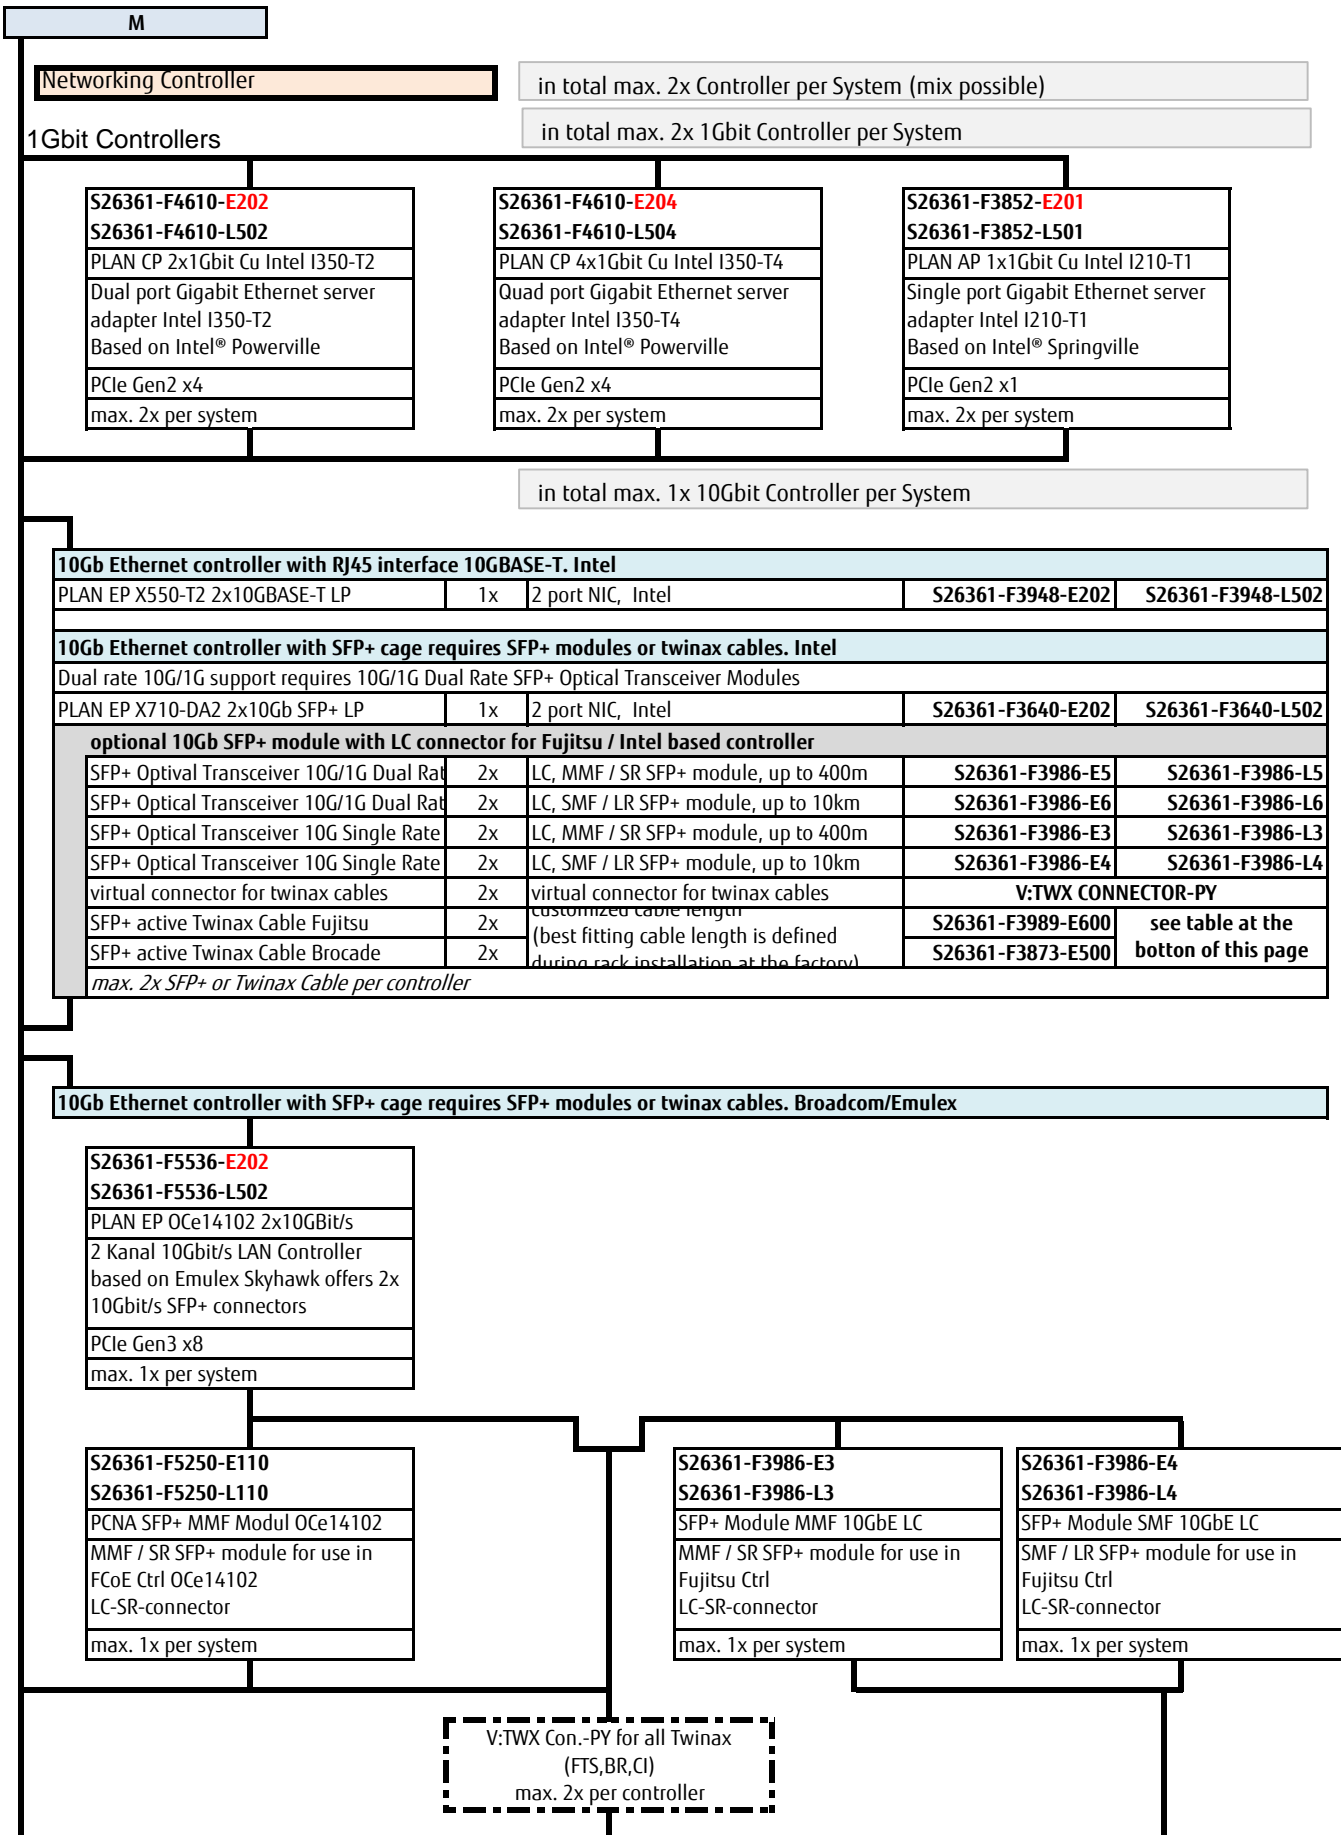 M
Networking Controller
in total max. 2x Controller per System (mix possible)
in total max. 2x 1Gbit Controller per System
1Gbit Controllers
S26361-F4610-E202
S26361-F4610-L502
PLAN CP 2x1Gbit Cu Intel I350-T2
Dual port Gigabit Ethernet server
adapter Intel I350-T2
Based on Intel® Powerville
PCIe Gen2 x4
max. 2x per system
S26361-F4610-E204
S26361-F4610-L504
PLAN CP 4x1Gbit Cu Intel I350-T4
Quad port Gigabit Ethernet server
adapter Intel I350-T4
Based on Intel® Powerville
PCIe Gen2 x4
max. 2x per system
S26361-F3852-E201
S26361-F3852-L501
PLAN AP 1x1Gbit Cu Intel I210-T1
Single port Gigabit Ethernet server
adapter Intel I210-T1
Based on Intel® Springville
PCIe Gen2 x1
max. 2x per system
in total max. 1x 10Gbit Controller per System
10Gb Ethernet controller with RJ45 interface 10GBASE-T. Intel
PLAN EP X550-T2 2x10GBASE-T LP 1x 2 port NIC, Intel S26361-F3948-E202 S26361-F3948-L502
10Gb Ethernet controller with SFP+ cage requires SFP+ modules or twinax cables. Intel
Dual rate 10G/1G support requires 10G/1G Dual Rate SFP+ Optical Transceiver Modules
PLAN EP X710-DA2 2x10Gb SFP+ LP 1x 2 port NIC, Intel S26361-F3640-E202 S26361-F3640-L502
optional 10Gb SFP+ module with LC connector for Fujitsu / Intel based controller
SFP+ Optival Transceiver 10G/1G Dual Rat 2x LC, MMF / SR SFP+ module, up to 400m S26361-F3986-E5 S26361-F3986-L5
SFP+ Optical Transceiver 10G/1G Dual Rat 2x LC, SMF / LR SFP+ module, up to 10km S26361-F3986-E6 S26361-F3986-L6
SFP+ Optical Transceiver 10G Single Rate 2x LC, MMF / SR SFP+ module, up to 400m S26361-F3986-E3 S26361-F3986-L3
SFP+ Optical Transceiver 10G Single Rate 2x LC, SMF / LR SFP+ module, up to 10km S26361-F3986-E4 S26361-F3986-L4
virtual connector for twinax cables 2x virtual connector for twinax cables V:TWX CONNECTOR-PY
SFP+ active Twinax Cable Fujitsu 2x customized cable length S26361-F3989-E600 see table at the
(best fitting cable length is defined
SFP+ active Twinax Cable Brocade 2x during rack installation at the factory) S26361-F3873-E500 botton of this page
max. 2x SFP+ or Twinax Cable per controller
10Gb Ethernet controller with SFP+ cage requires SFP+ modules or twinax cables. Broadcom/Emulex
S26361-F5536-E202
S26361-F5536-L502
PLAN EP OCe14102 2x10GBit/s
2 Kanal 10Gbit/s LAN Controller
based on Emulex Skyhawk offers 2x
10Gbit/s SFP+ connectors
PCIe Gen3 x8
max. 1x per system
S26361-F5250-E110
S26361-F5250-L110
PCNA SFP+ MMF Modul OCe14102
MMF / SR SFP+ module for use in
FCoE Ctrl OCe14102
LC-SR-connector
max. 1x per system
S26361-F3986-E3
S26361-F3986-L3
SFP+ Module MMF 10GbE LC
MMF / SR SFP+ module for use in
Fujitsu Ctrl
LC-SR-connector
max. 1x per system
S26361-F3986-E4
S26361-F3986-L4
SFP+ Module SMF 10GbE LC
SMF / LR SFP+ module for use in
Fujitsu Ctrl
LC-SR-connector
max. 1x per system
V:TWX Con.-PY for all Twinax
(FTS,BR,CI)
max. 2x per controller